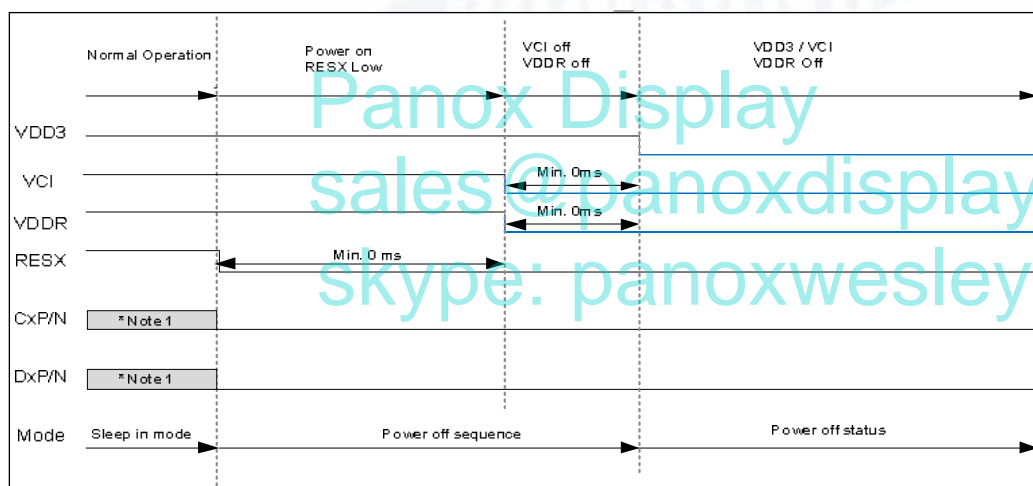 Normal Operation
Power on
RESX Low
VCI off
VDDR off
VDD3 / VCI
VDDR Off
Panox Display
VDD3
VCI
Min. 0ms
sales@panoxdisplay
VDDR
Min. 0ms
RESX
Min. 0 ms
skype: panoxwesley
CxP/N
*Note 1
DxP/N
*Note 1
Mode
Sleep in mode
Power off sequence
Power off status